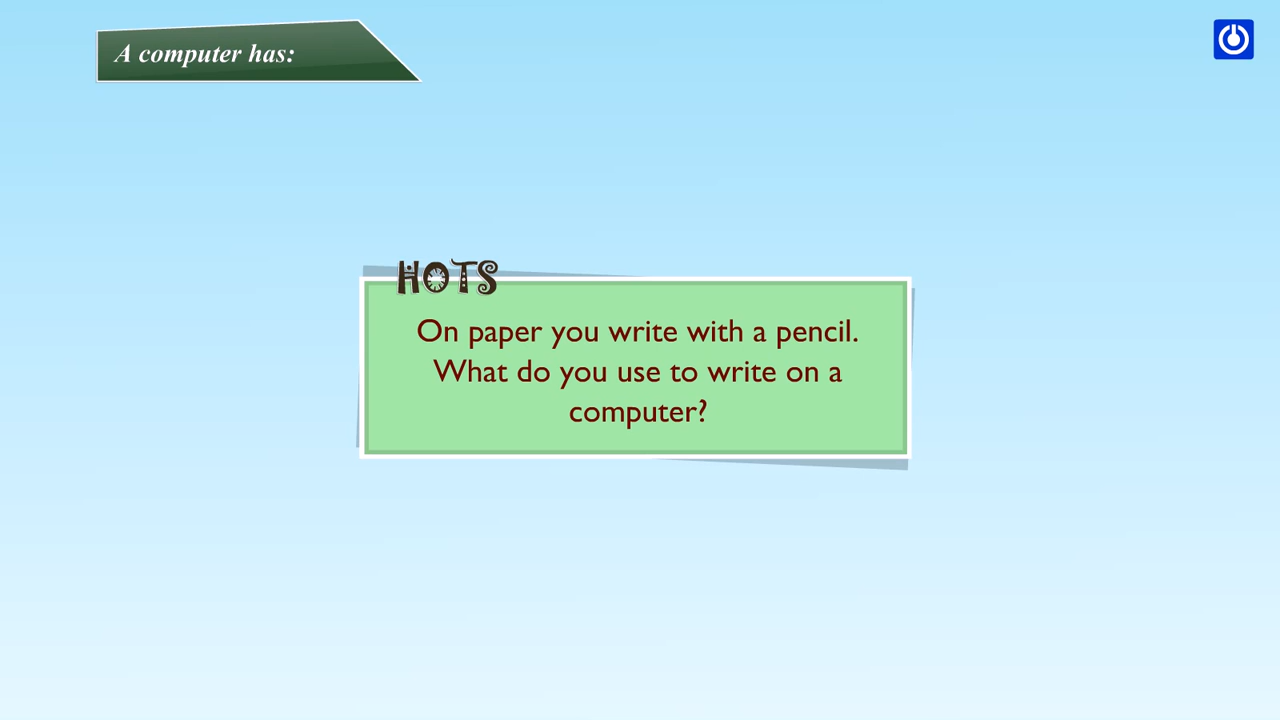 A computer has:
HOTS
On paper you write with a pencil.
What do you use to write on a
computer?